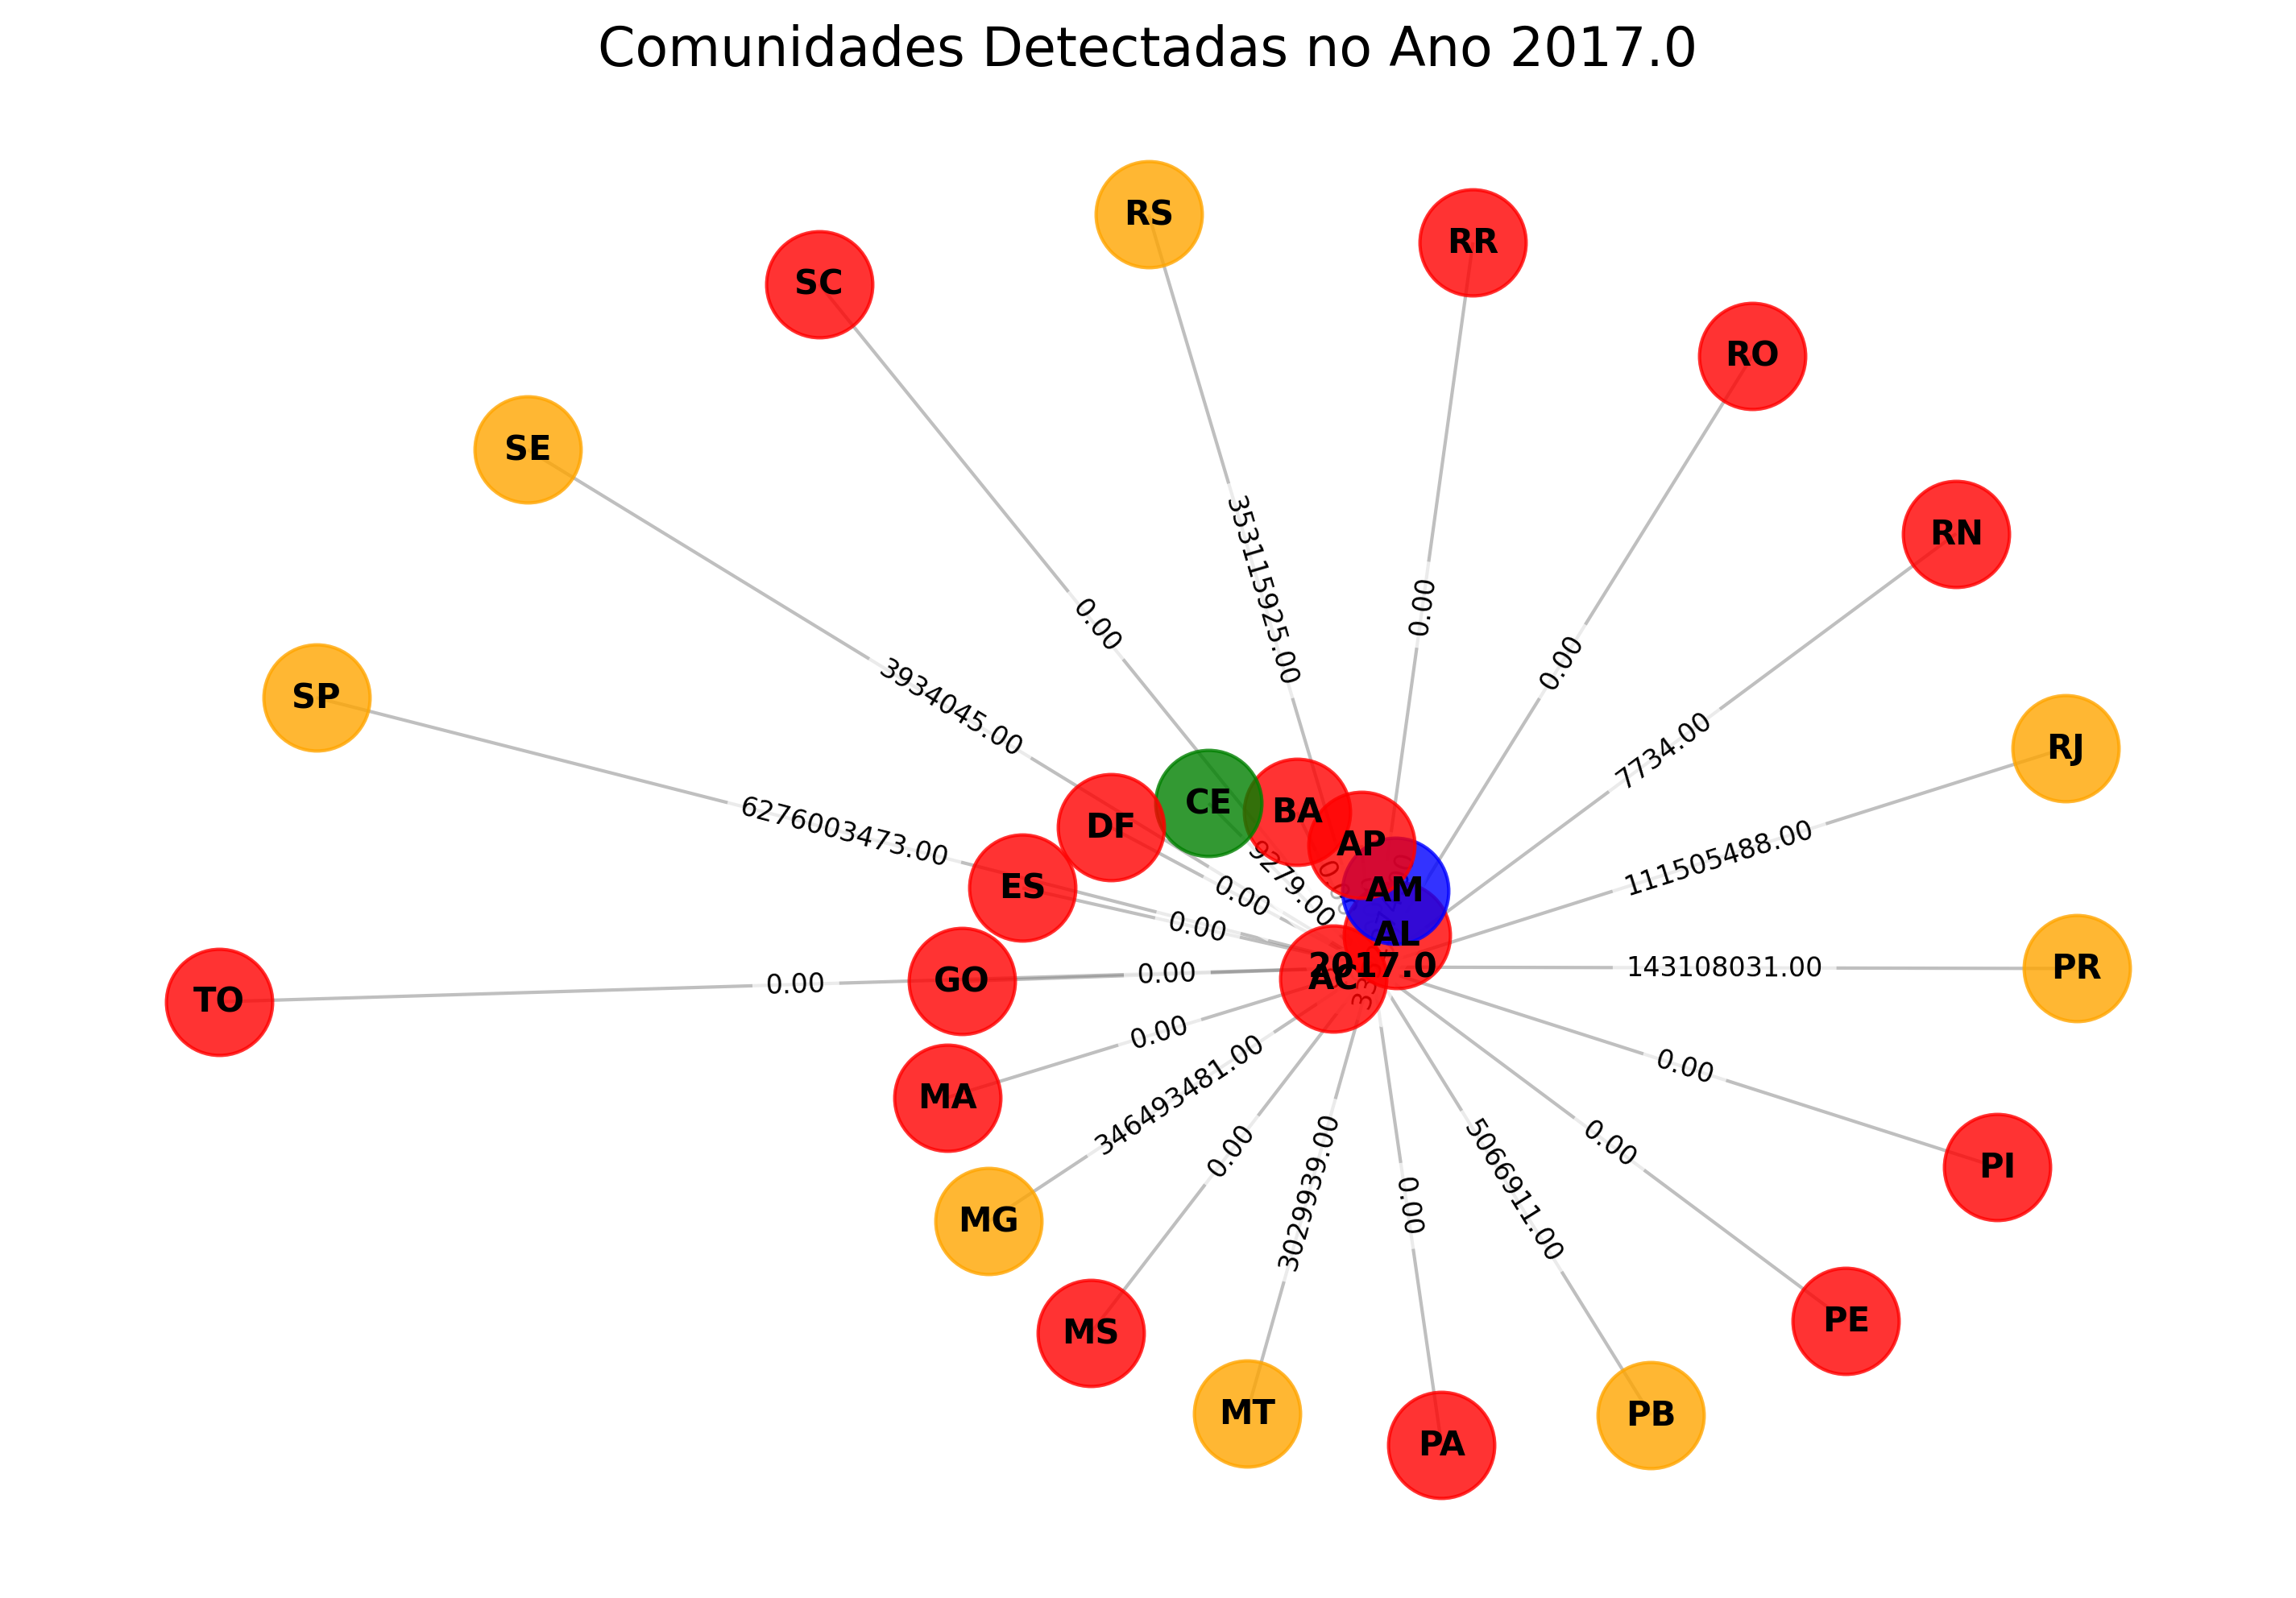 Comunidades Detectadas no Ano 2017.0
RS
RR
SC
RO
SE
RN
353115925.00
0.00
0.00
0.00
SP
3934045.00
7734.00
RJ
CE
BA
DF
AP
6276003473.00
111505488.00
ES
9279.00
AM
0.00
0.00
AL
2017.0
143108031.00
PR
TO
0.00
GO
0.00
AC
MA
0.00
346493481.00
0.00
PI
0.00
0.00
MG
30299939.00
0.00
5066911.00
MS
PE
MT
PA
PB